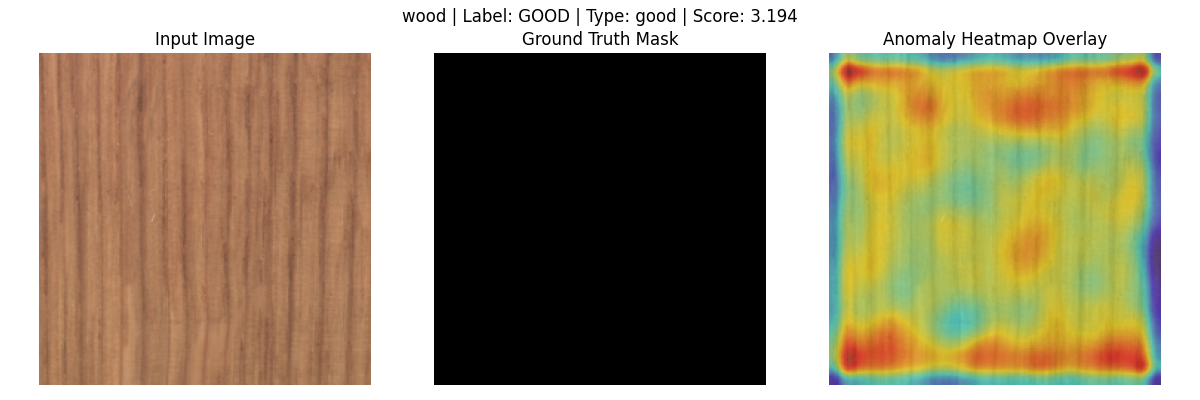 wood | Label: GOOD | Type: good | Score: 3.194
Input Image
Ground Truth Mask
Anomaly Heatmap Overlay